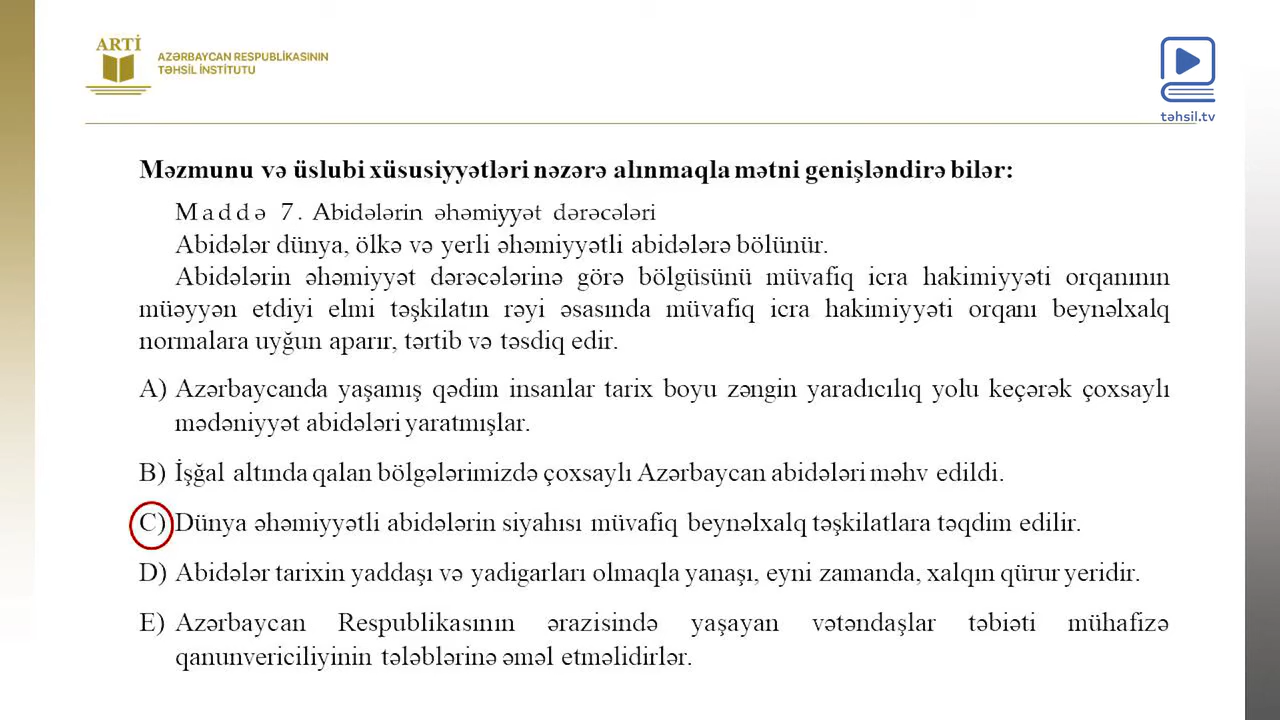 ARTİ
AZƏRBAYCAN RESPUBLİKASININ
TƏHSİL İNSTİTUTU
təhsil.tv
Məzmunu və üslubi xüsusiyyətləri nəzərə alınmaqla mətni genişləndirə bilər:
Maddə 7. Abidələrin əhəmiyyət dərəcələri
Abidələr dünya, ölkə və yerli əhəmiyyətli abidələrə bölünür.
Abidələrin əhəmiyyət dərəcələrinə görə bölgüsünü müvafiq icra hakimiyyəti orqanının
müəyyən etdiyi elmi təşkilatın rəyi əsasında müvafiq icra hakimiyyəti orqanı beynəlxalq
normalara uyğun aparır, tərtib və təsdiq edir.
A) Azərbaycanda yaşamış qədim insanlar tarix boyu zəngin yaradıcılıq yolu keçərək çoxsaylı
mədəniyyət abidələri yaratmışlar.
B) İşğal altında qalan bölgələrimizdə çoxsaylı Azərbaycan abidələri məhv edildi.
C) Dünya əhəmiyyətli abidələrin siyahısı müvafiq beynəlxalq təşkilatlara təqdim edilir.
D) Abidələr tarixin yaddaşı və yadigarları olmaqla yanaşı, eyni zamanda, xalqın qürur yeridir.
E) Azərbaycan Respublikasının ərazisində yaşayan vətəndaşlar təbiəti mühafizə
qanunvericiliyinin tələblərinə əməl etməlidirlər.